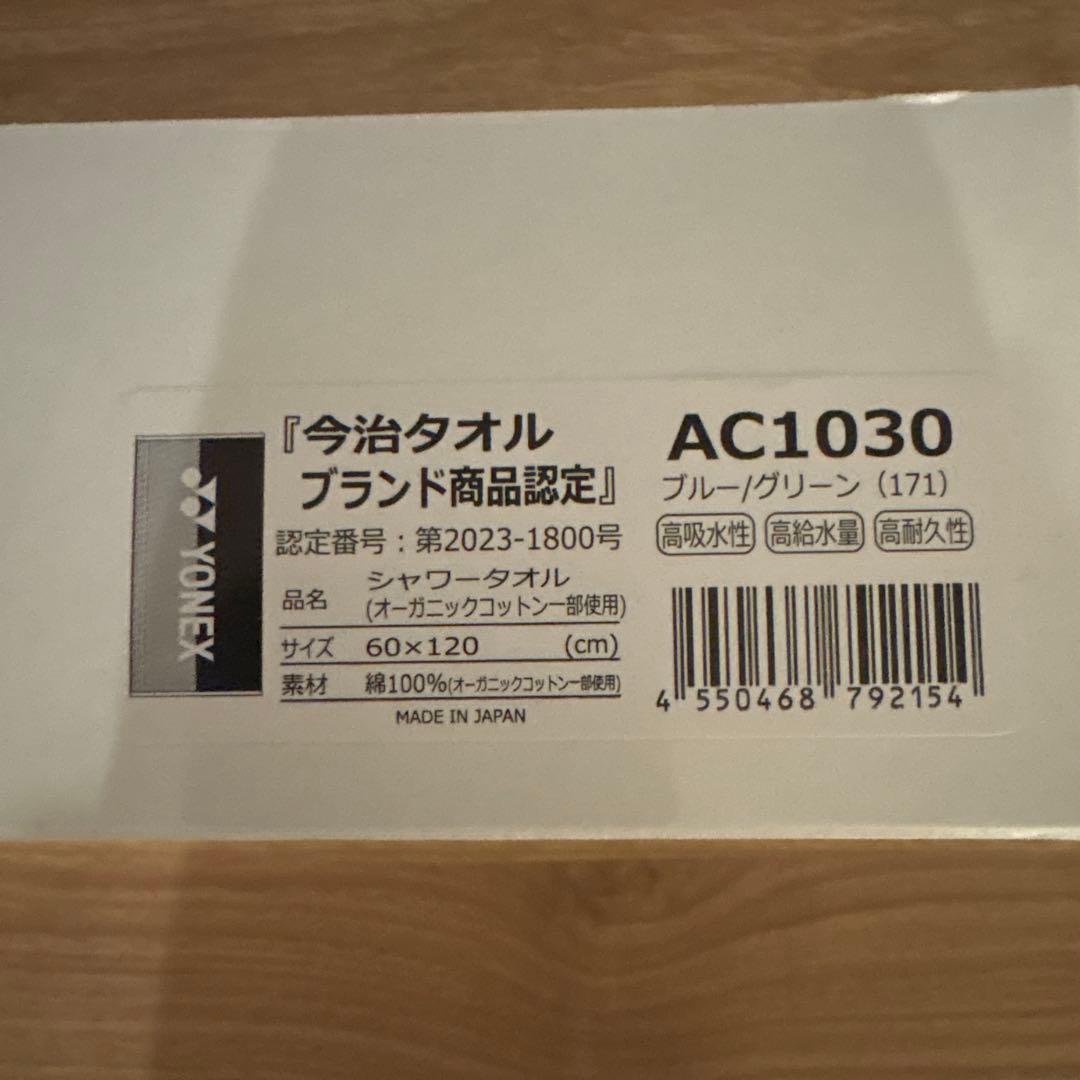 YONEX
『今治タオル
ブランド商品認定』
認定番号：第2023-1800号
品名 シャワータオル
(オーガニックコットン一部使用)
サイズ 60×120 (cm)
素材 綿100%(オーガニックコットン一部使用)
MADE IN JAPAN
AC1030
ブルー/グリーン（171）
高吸水性 高給水量 高耐久性
4 550468 792154